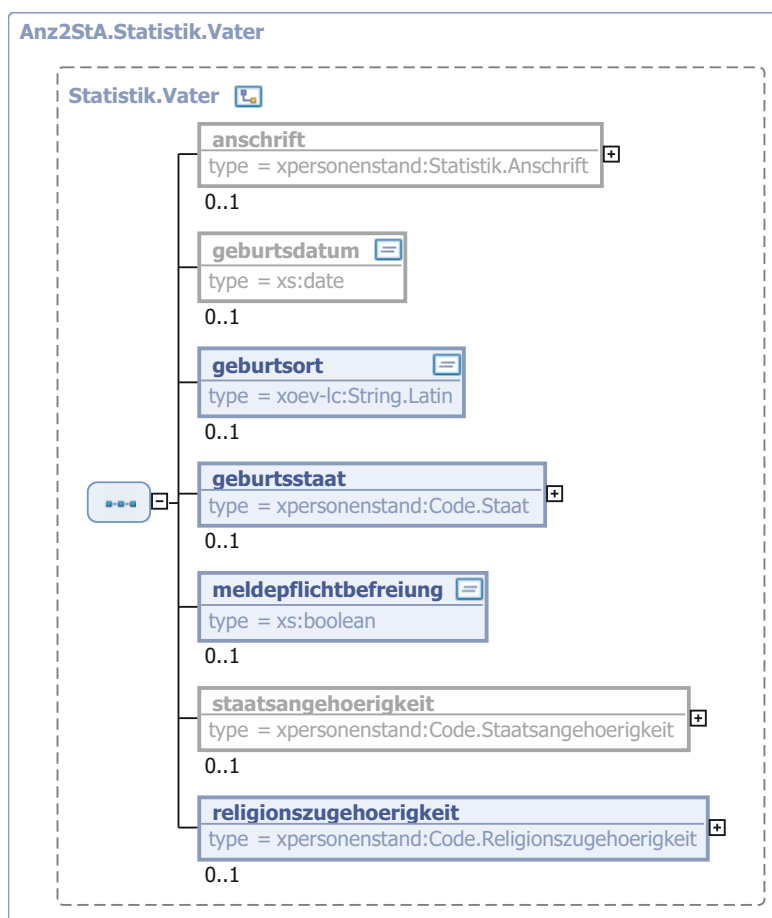 Anz2StA.Statistik.Vater
Statistik.Vater
anschrift
type = xpersonenstand:Statistik.Anschrift
0..1
geburtsdatum
type = xs:date
0..1
geburtsort
type = xoev-lc:String.Latin
0..1
geburtsstaat
type = xpersonenstand:Code.Staat
0..1
meldepflichtbefreiung
type = xs:boolean
0..1
staatsangehoerigkeit
type = xpersonenstand:Code.Staatsangehoerigkeit
0..1
religionszugehoerigkeit
type = xpersonenstand:Code.Religionszugehoerigkeit
0..1